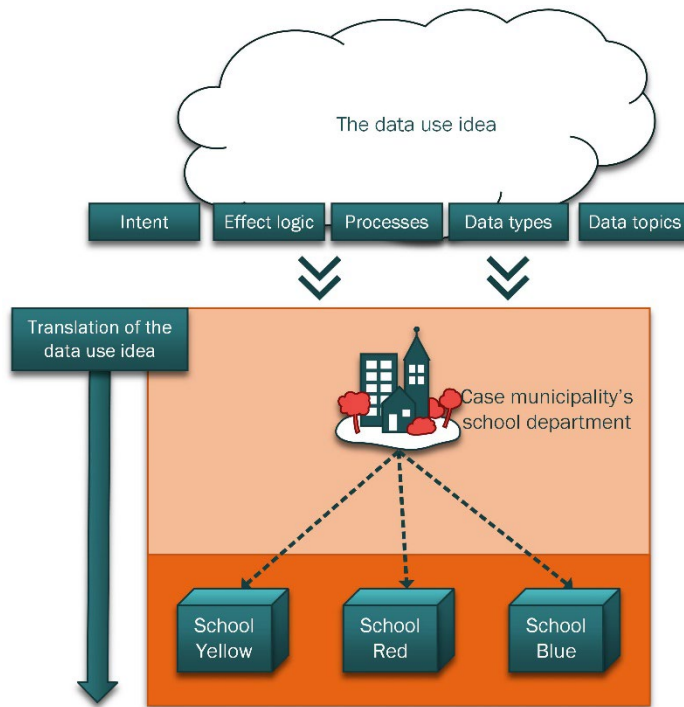 The data use idea
Intent
Effect logic
Processes
Data types
Data topics
Translation of the
data use idea
Case municipality's
school department
School
Yellow
School
Red
School
Blue